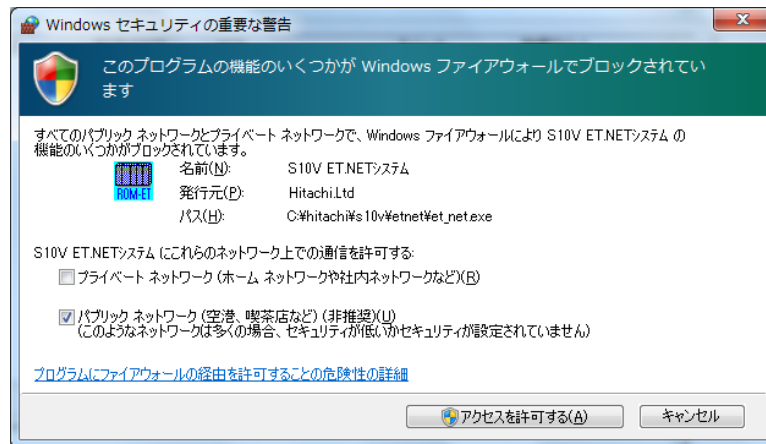 Windows セキュリティの重要な警告
このプログラムの機能のいくつかが Windows ファイアウォールでブロックされてい
ます
すべてのパブリック ネットワークとプライベート ネットワークで、Windows ファイアウォールにより S10V ET.NETシステム の
機能のいくつかがブロックされています。
名前(N): S10V ET.NETシステム
ROM-ET 発行元(P): Hitachi.Ltd
パス(H): C:¥hitachi¥s10v¥etnet¥et_net.exe
S10V ET.NETシステム にこれらのネットワーク上での通信を許可する:
プライベート ネットワーク (ホーム ネットワークや社内ネットワークなど)(R)
パブリック ネットワーク (空港、喫茶店など) (非推奨)(U)
(このようなネットワークは多くの場合、セキュリティが低いかセキュリティが設定されていません)
プログラムにファイアウォールの経由を許可することの危険性の詳細
アクセスを許可する(A) キャンセル